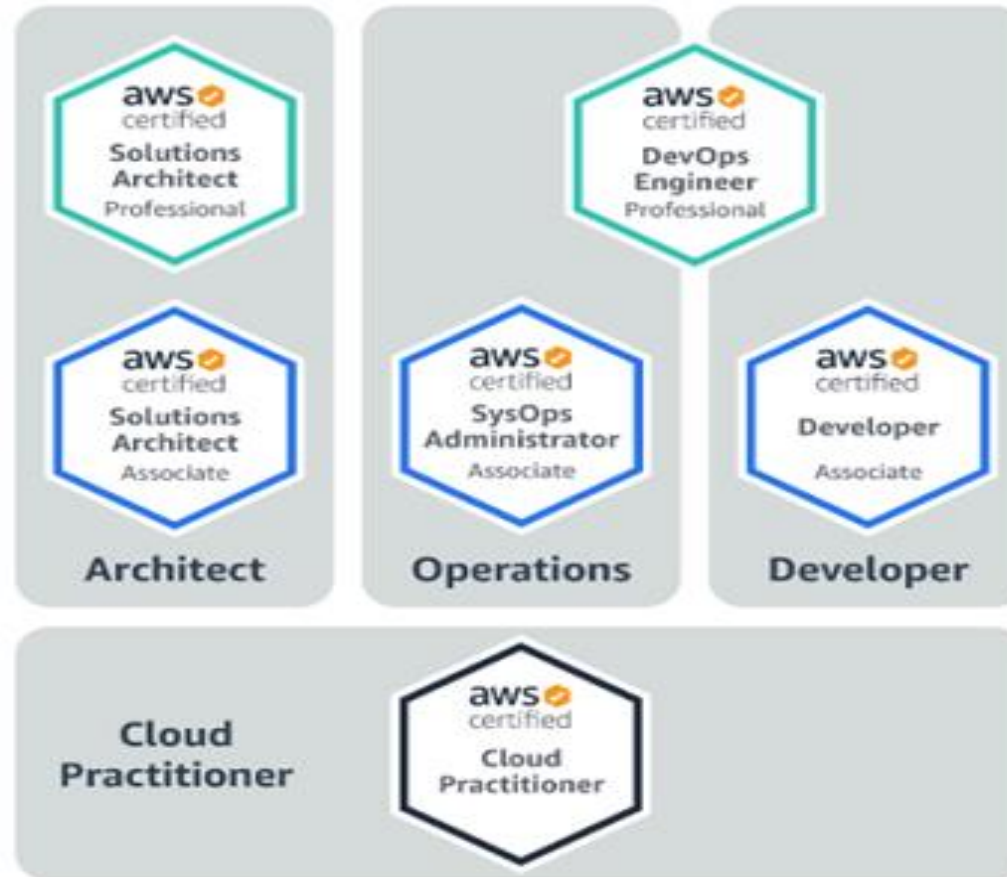 aws
certified
Solutions
Architect
Professional
aws
certified
DevOps
Engineer
Professional
aws
certified
Solutions
Architect
Associate
aws
certified
SysOps
Administrator
Associate
aws
certified
Developer
Associate
Architect
Operations
Developer
Cloud
Practitioner
aws
certified
Cloud
Practitioner